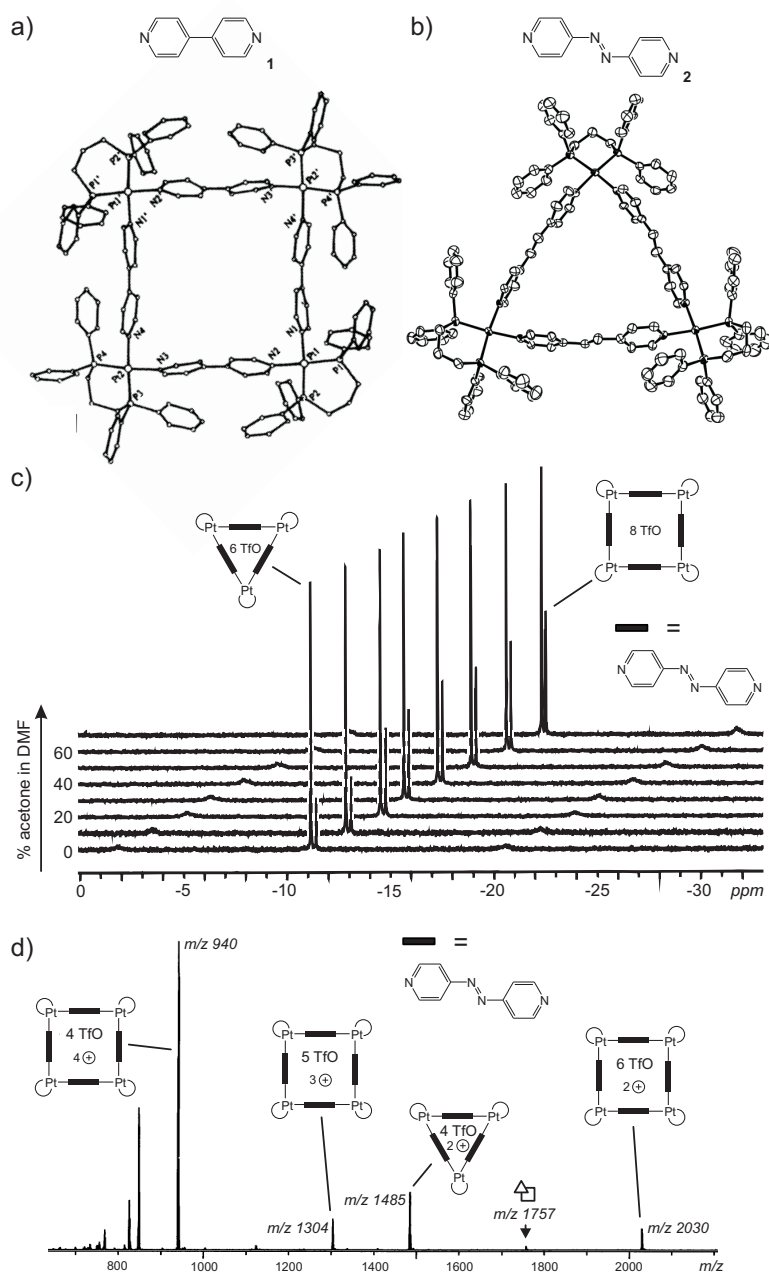 a)
N
N
1
b)
N
N
N
N
2
P2'
P1'
Pt1'
N2'
N3'
Pt2'
P3'
P4'
N1'
N4'
N4
N1
P4
Pt2
N3
N2
Pt1
P1
P3
P2
c)
Pt
Pt
6 TfO
Pt
Pt
Pt
8 TfO
Pt
Pt
=
N
N
N
N
% acetone in DMF
60
40
20
0
0 -5 -10 -15 -20 -25 -30 ppm
d)
m/z 940
=
N
N
N
N
Pt
Pt
4 TfO
4 +
Pt
Pt
Pt
Pt
5 TfO
3 +
Pt
Pt
Pt
Pt
4 TfO
2 +
Pt
Pt
Pt
6 TfO
2 +
Pt
Pt
m/z 1304
m/z 1485
m/z 1757
m/z 2030
800 1000 1200 1400 1600 1800 2000 m/z